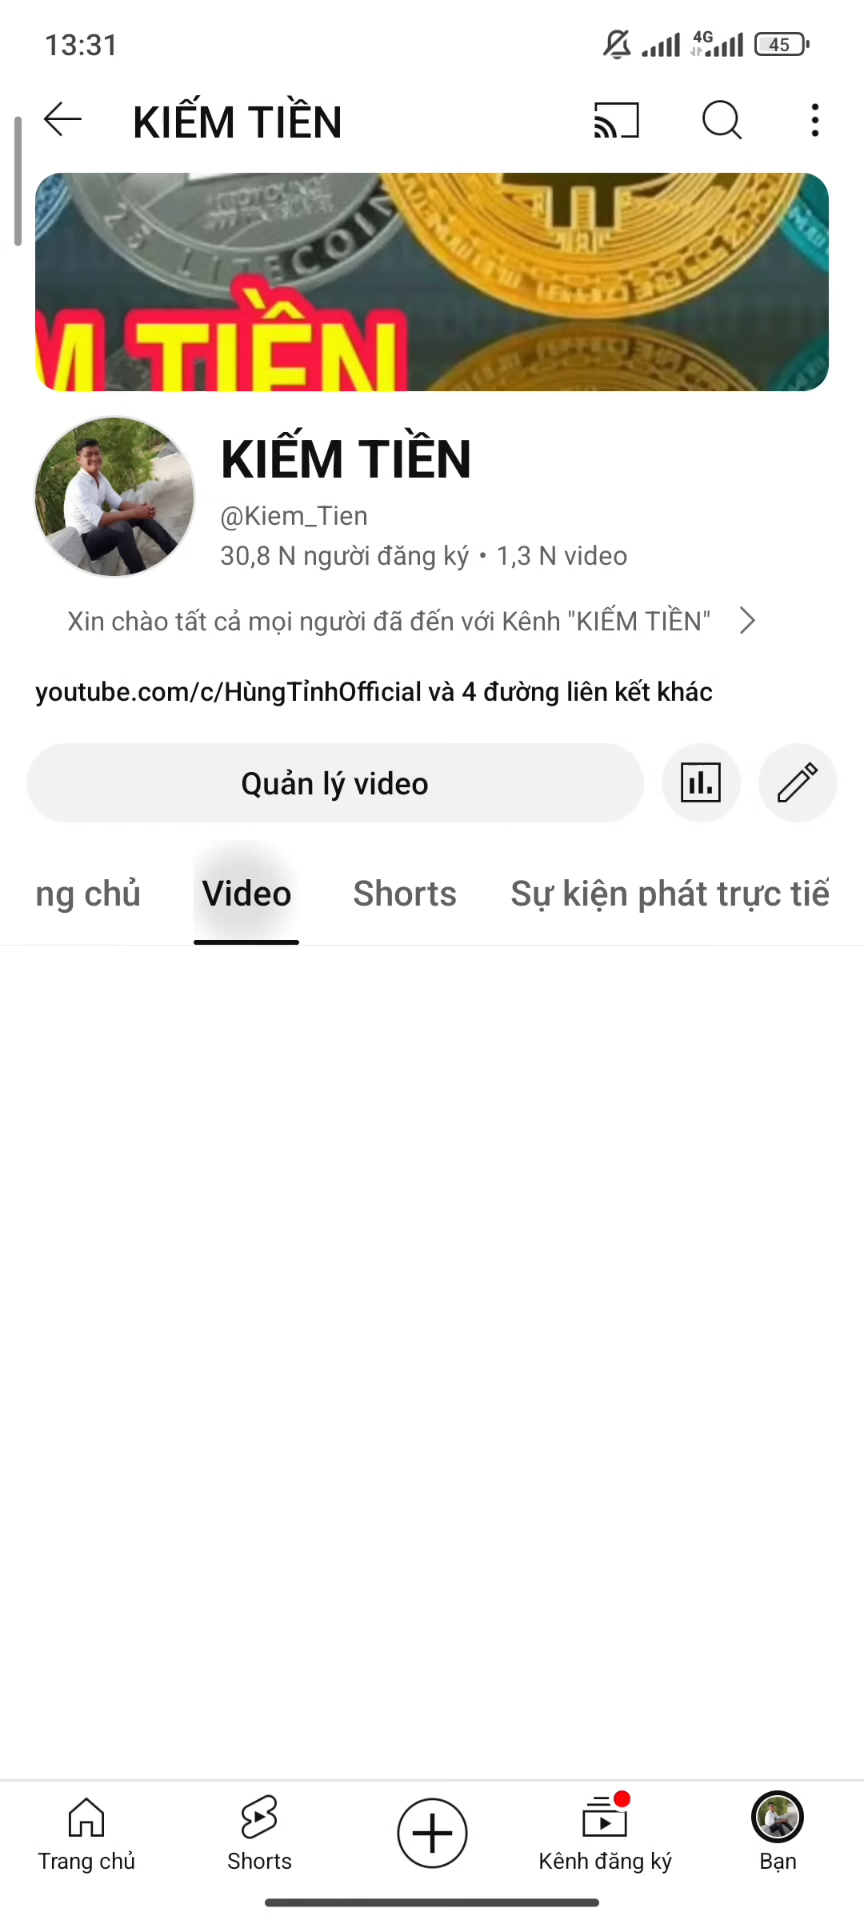 13:31
4G
45
KIẾM TIỀN
LITECOIN
M TIỀN
KIẾM TIỀN
@Kiem_Tien
30,8 N người đăng ký • 1,3 N video
Xin chào tất cả mọi người đã đến với Kênh "KIẾM TIỀN"
youtube.com/c/HùngTỉnhOfficial và 4 đường liên kết khác
Quản lý video
ng chủ Video Shorts Sự kiện phát trực tiế
Trang chủ Shorts Kênh đăng ký Bạn